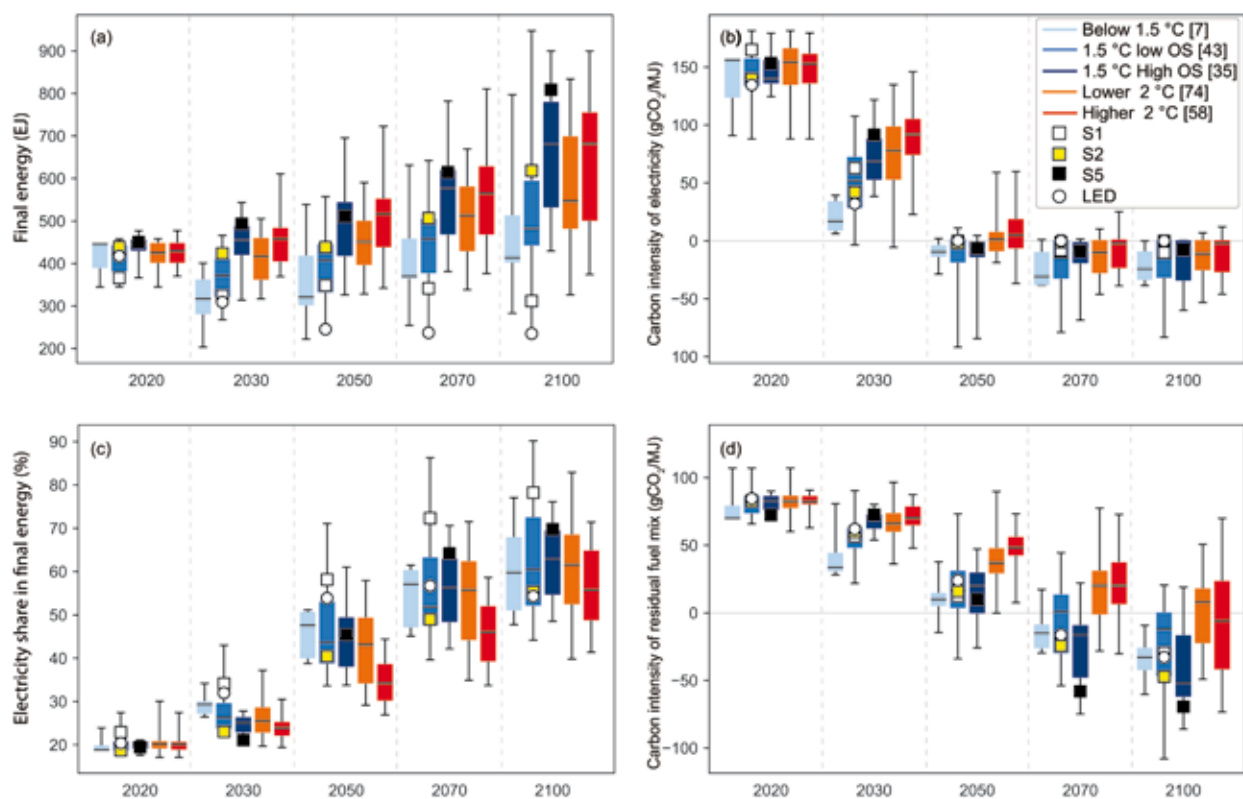 (a)
Final energy (EJ)
900
800
700
600
500
400
300
200
2020
2030
2050
2070
2100
(b)
Carbon intensity of electricity (gCO₂/MJ)
150
100
50
0
−50
100
2020
2030
2050
2070
2100
Below 1.5 °C [7]
1.5 °C low OS [43]
1.5 °C High OS [35]
Lower 2 °C [74]
Higher 2 °C [58]
S1
S2
S5
LED
(c)
Electricity share in final energy (%)
90
80
70
60
50
40
30
20
2020
2030
2050
2070
2100
(d)
Carbon intensity of residual fuel mix (gCO₂/MJ)
100
50
0
−50
−100
2020
2030
2050
2070
2100